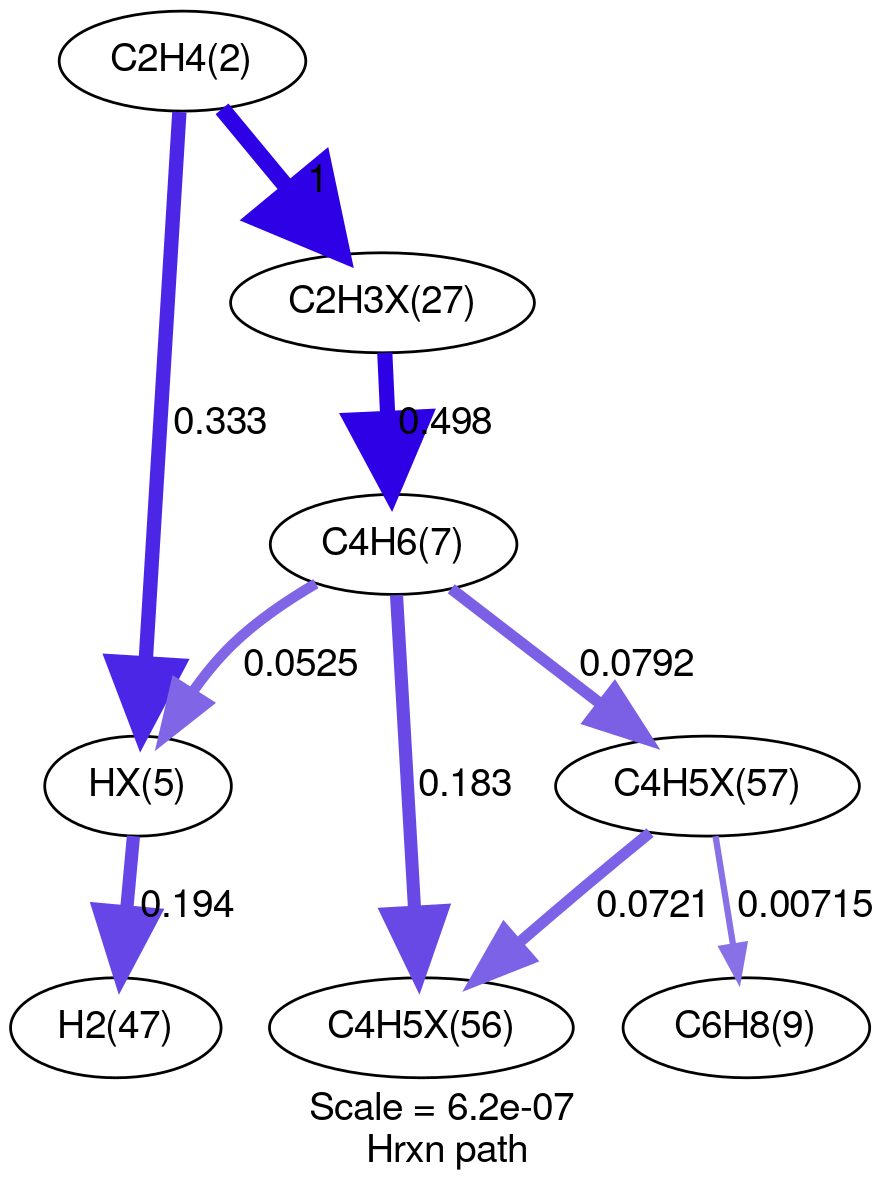 C2H4(2)
1
C2H3X(27)
0.333
0.498
C4H6(7)
0.0525
0.0792
HX(5)
0.183
C4H5X(57)
0.194
0.0721
0.00715
H2(47)
C4H5X(56)
C6H8(9)
Scale = 6.2e-07
Hrxn path